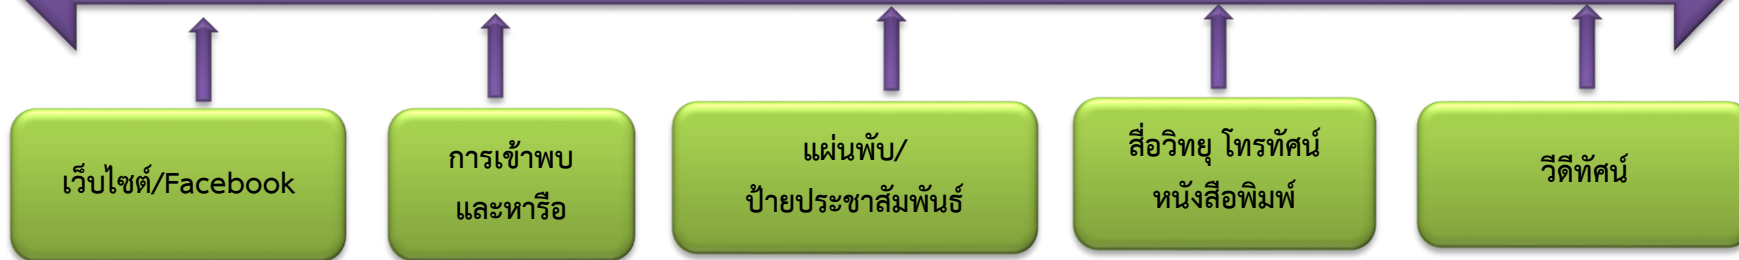 เว็บไซต์/Facebook
การเข้าพบ
และหารือ
แผ่นพับ/
ป้ายประชาสัมพันธ์
สื่อวิทยุ โทรทัศน์
หนังสือพิมพ์
วีดีทัศน์